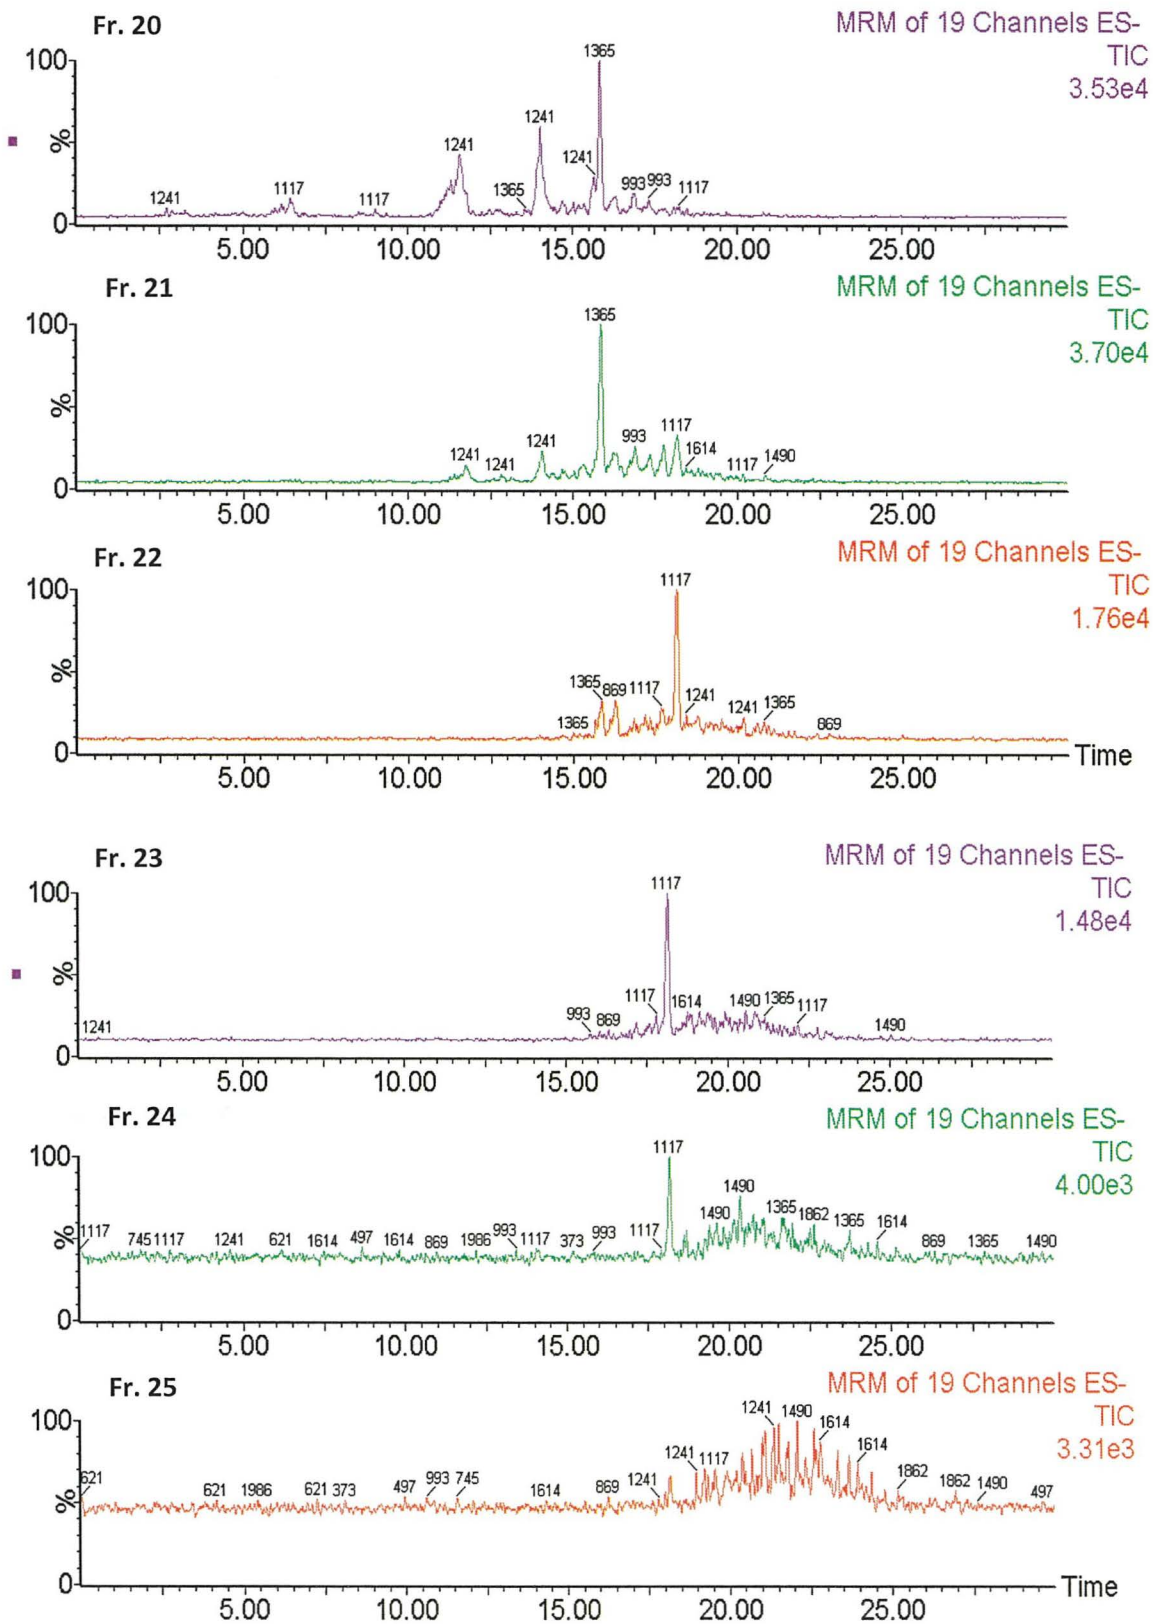 Fr. 20
MRM of 19 Channels ES-
TIC
3.53e4
100
%
0
1241 1117 1117 1241 1365 1241 1241 1365 993 993 1117
5.00 10.00 15.00 20.00 25.00
Fr. 21
MRM of 19 Channels ES-
TIC
3.70e4
100
%
0
1241 1241 1241 1365 993 1117 1614 1117 1490
5.00 10.00 15.00 20.00 25.00
Fr. 22
MRM of 19 Channels ES-
TIC
1.76e4
100
%
0
1365 1365 869 1117 1117 1241 1241 1365 869
Time
5.00 10.00 15.00 20.00 25.00
Fr. 23
MRM of 19 Channels ES-
TIC
1.48e4
100
%
0
1241 993 869 1117 1117 1614 1490 1365 1117 1490
5.00 10.00 15.00 20.00 25.00
Fr. 24
MRM of 19 Channels ES-
TIC
4.00e3
100
%
0
1117 745 1117 1241 621 1614 497 1614 869 1986 993 1117 373 993 1117 1117 1490 1490 1365 1862 1365 1614 869 1365 1490
5.00 10.00 15.00 20.00 25.00
Fr. 25
MRM of 19 Channels ES-
TIC
3.31e3
100
%
0
621 621 1986 621 373 497 993 745 1614 869 1241 1241 1117 1241 1490 1614 1614 1862 1862 1490 497
Time
5.00 10.00 15.00 20.00 25.00